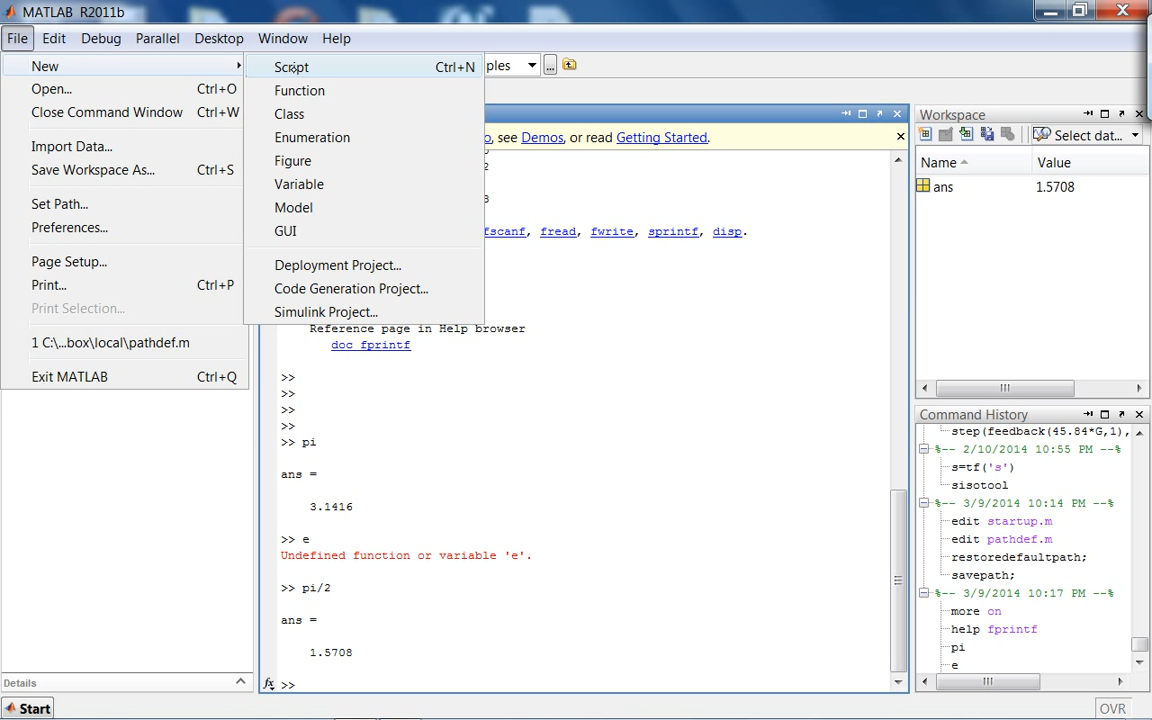 MATLAB R2011b
File Edit Debug Parallel Desktop Window Help
New
Open... Ctrl+O
Close Command Window Ctrl+W
Import Data...
Save Workspace As... Ctrl+S
Set Path...
Preferences...
Page Setup...
Print... Ctrl+P
Print Selection...
1 C:\...box\local\pathdef.m
Exit MATLAB Ctrl+Q
Script Ctrl+N
Function
Class
Enumeration
Figure
Variable
Model
GUI
Deployment Project...
Code Generation Project...
Simulink Project...
ples ...
o, see Demos, or read Getting Started.
2
3
fscanf, fread, fwrite, sprintf, disp.
Reference page in Help browser
doc fprintf
>>
>>
>>
>>
>> pi
ans =
3.1416
>> e
Undefined function or variable 'e'.
>> pi/2
ans =
1.5708
fx >>
Workspace
Select dat...
Name Value
ans 1.5708
Command History
step(feedback(45.84*G,1),
%-- 2/10/2014 10:55 PM --%
s=tf('s')
sisotool
%-- 3/9/2014 10:14 PM --%
edit startup.m
edit pathdef.m
restoredefaultpath;
savepath;
%-- 3/9/2014 10:17 PM --%
more on
help fprintf
pi
e
Details
Start
OVR